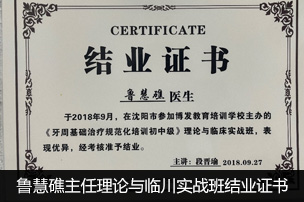 CERTIFICATE
结业证书
鲁慧礁 医生
于2018年9月，在沈阳市参加博发教育培训学校主办的
《牙周基础治疗规范化培训初中级》理论与临床实战班，表
现优异，经考核准予结业。
主讲：段晋瑜 2018.09.27
鲁慧礁主任理论与临川实战班结业证书